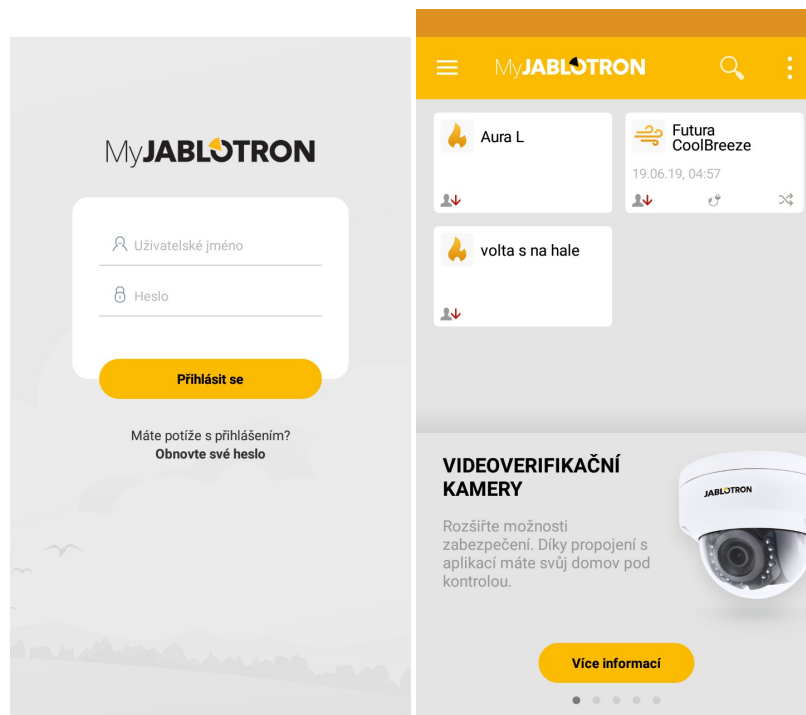 MyJABLOTRON
Uživatelské jméno
Heslo
Přihlásit se
Máte potíže s přihlášením?
Obnovte své heslo
MyJABLOTRON
Aura L
Futura
CoolBreeze
19.06.19, 04:57
volta s na hale
VIDEOVERIFIKAČNÍ
KAMERY
Rozšiřte možnosti
zabezpečení. Díky propojení s
aplikací máte svůj domov pod
kontrolou.
JABLOTRON
Více informací